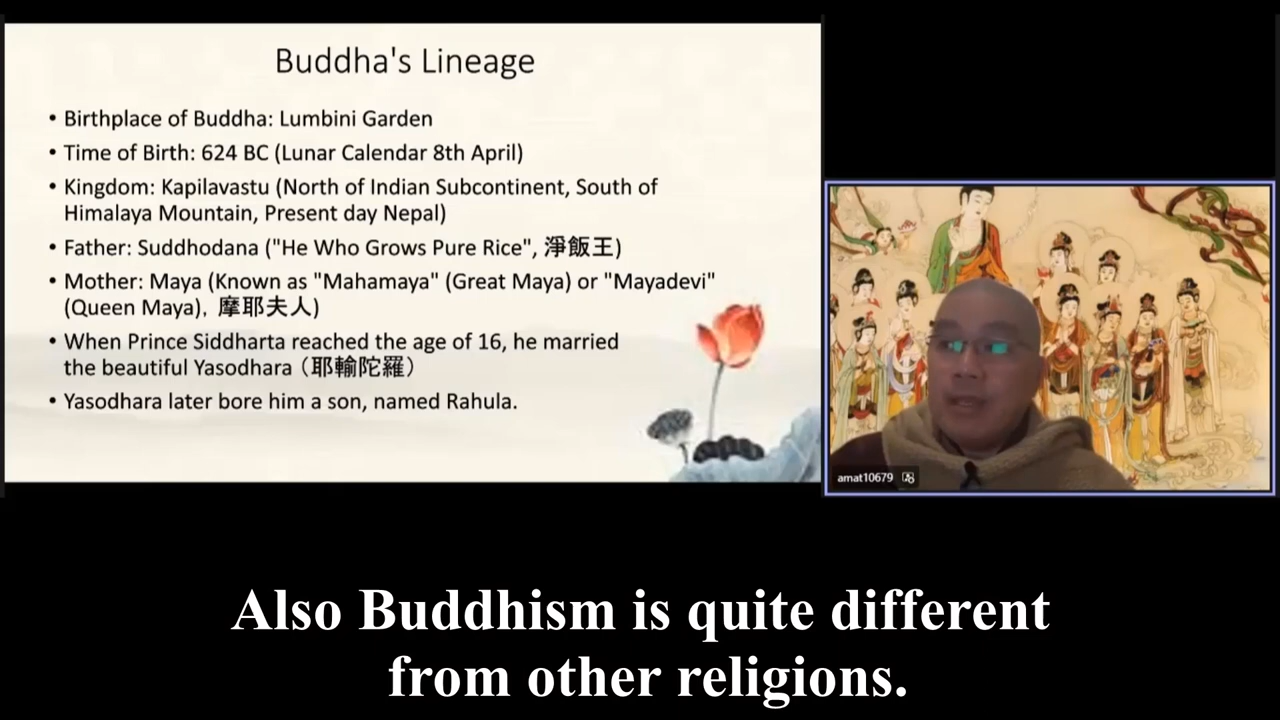 Buddha's Lineage
• Birthplace of Buddha: Lumbini Garden
• Time of Birth: 624 BC (Lunar Calendar 8th April)
• Kingdom: Kapilavastu (North of Indian Subcontinent, South of
Himalaya Mountain, Present day Nepal)
• Father: Suddhodana ("He Who Grows Pure Rice", 淨飯王)
• Mother: Maya (Known as "Mahamaya" (Great Maya) or "Mayadevi"
(Queen Maya), 摩耶夫人)
• When Prince Siddharta reached the age of 16, he married
the beautiful Yasodhara（耶輸陀羅）
• Yasodhara later bore him a son, named Rahula.
amat10679
Also Buddhism is quite different
from other religions.